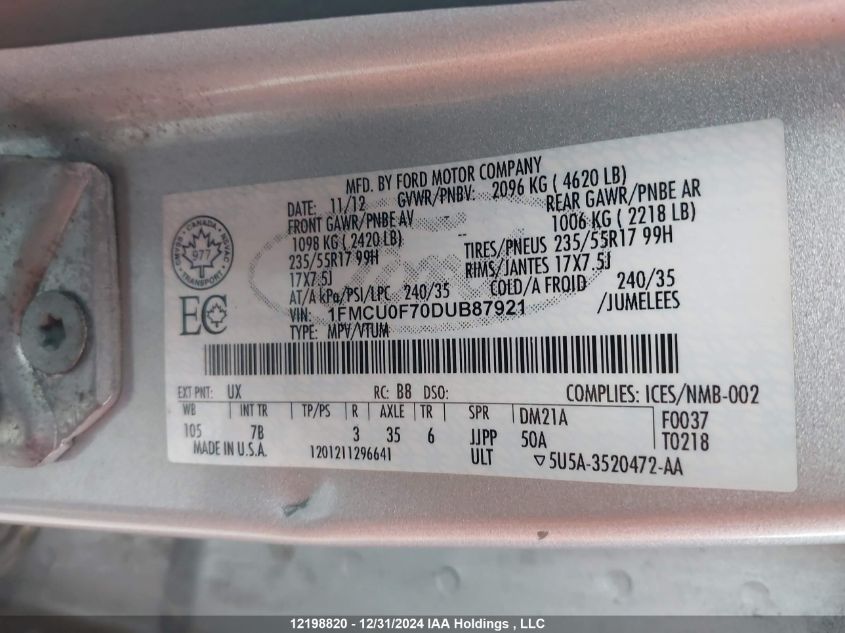 MFD. BY FORD MOTOR COMPANY
DATE: 11/12 GVWR/PNBV: 2096 KG ( 4620 LB)
FRONT GAWR/PNBE AV - REAR GAWR/PNBE AR
1098 KG ( 2420 LB) -- 1006 KG ( 2218 LB)
235/55R17 99H TIRES/PNEUS 235/55R17 99H
17X7.5J RIMS/JANTES 17X7.5J
AT/A kPa/PSI/LPC 240/35 COLD/A FROID 240/35
VIN: 1FMCU0F70DUB87921 /JUMELEES
TYPE: MPV/VTUM
CANADA
CMVSS NSVAC
977
TRANSPORT
EC
EXT PNT: UX RC: B8 DSO: COMPLIES: ICES/NMB-002
WB INT TR TP/PS R AXLE TR SPR DM21A F0037
105 7B 3 35 6 JJPP 50A T0218
MADE IN U.S.A. 1201211296641 ULT ▽5U5A-3520472-AA
Ford
12198820 - 12/31/2024 IAA Holdings , LLC